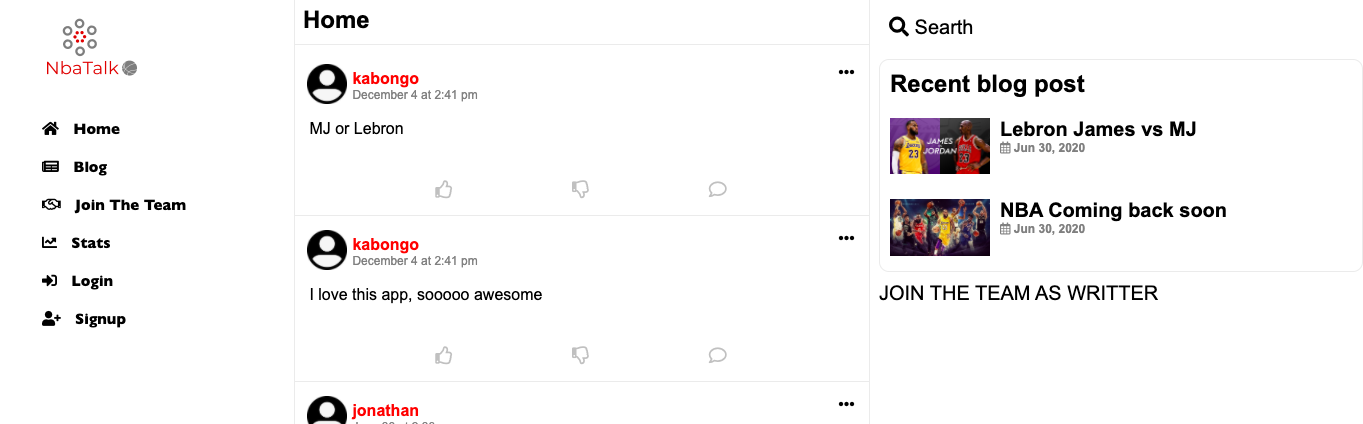 NbaTalk
Home
Blog
Join The Team
Stats
Login
Signup
Home
kabongo
December 4 at 2:41 pm
MJ or Lebron
kabongo
December 4 at 2:41 pm
I love this app, sooooo awesome
jonathan
Searth
Recent blog post
JAMES
JORDAN
23
23
Lebron James vs MJ
Jun 30, 2020
NBA Coming back soon
Jun 30, 2020
JOIN THE TEAM AS WRITTER